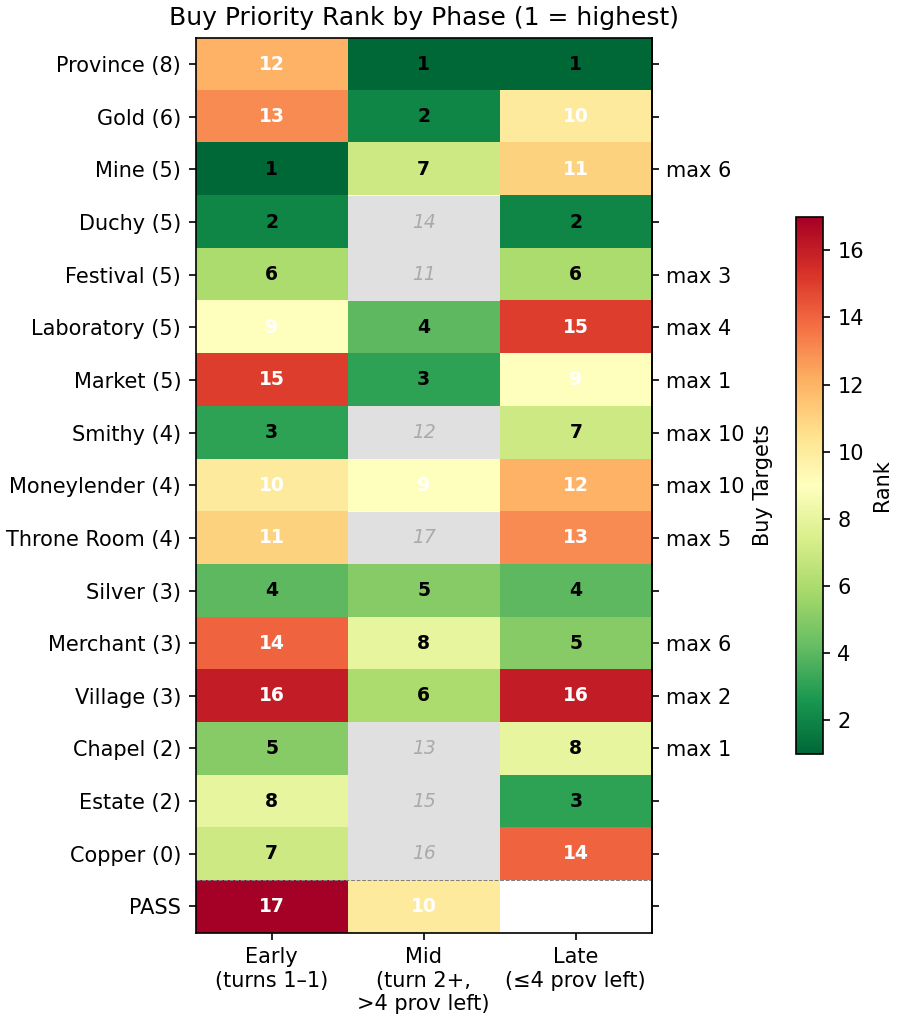 Buy Priority Rank by Phase (1 = highest)
Province (8) 12 1 1
Gold (6) 13 2 10
Mine (5) 1 7 11 max 6
Duchy (5) 2 14 2
Festival (5) 6 11 6 max 3
Laboratory (5) 9 4 15 max 4
Market (5) 15 3 9 max 1
Smithy (4) 3 12 7 max 10
Moneylender (4) 10 9 12 max 10
Throne Room (4) 11 17 13 max 5
Silver (3) 4 5 4
Merchant (3) 14 8 5 max 6
Village (3) 16 6 16 max 2
Chapel (2) 5 13 8 max 1
Estate (2) 8 15 3
Copper (0) 7 16 14
PASS 17 10
Early
(turns 1–1)
Mid
(turn 2+,
>4 prov left)
Late
(≤4 prov left)
Buy Targets
16
14
12
10
8
6
4
2
Rank